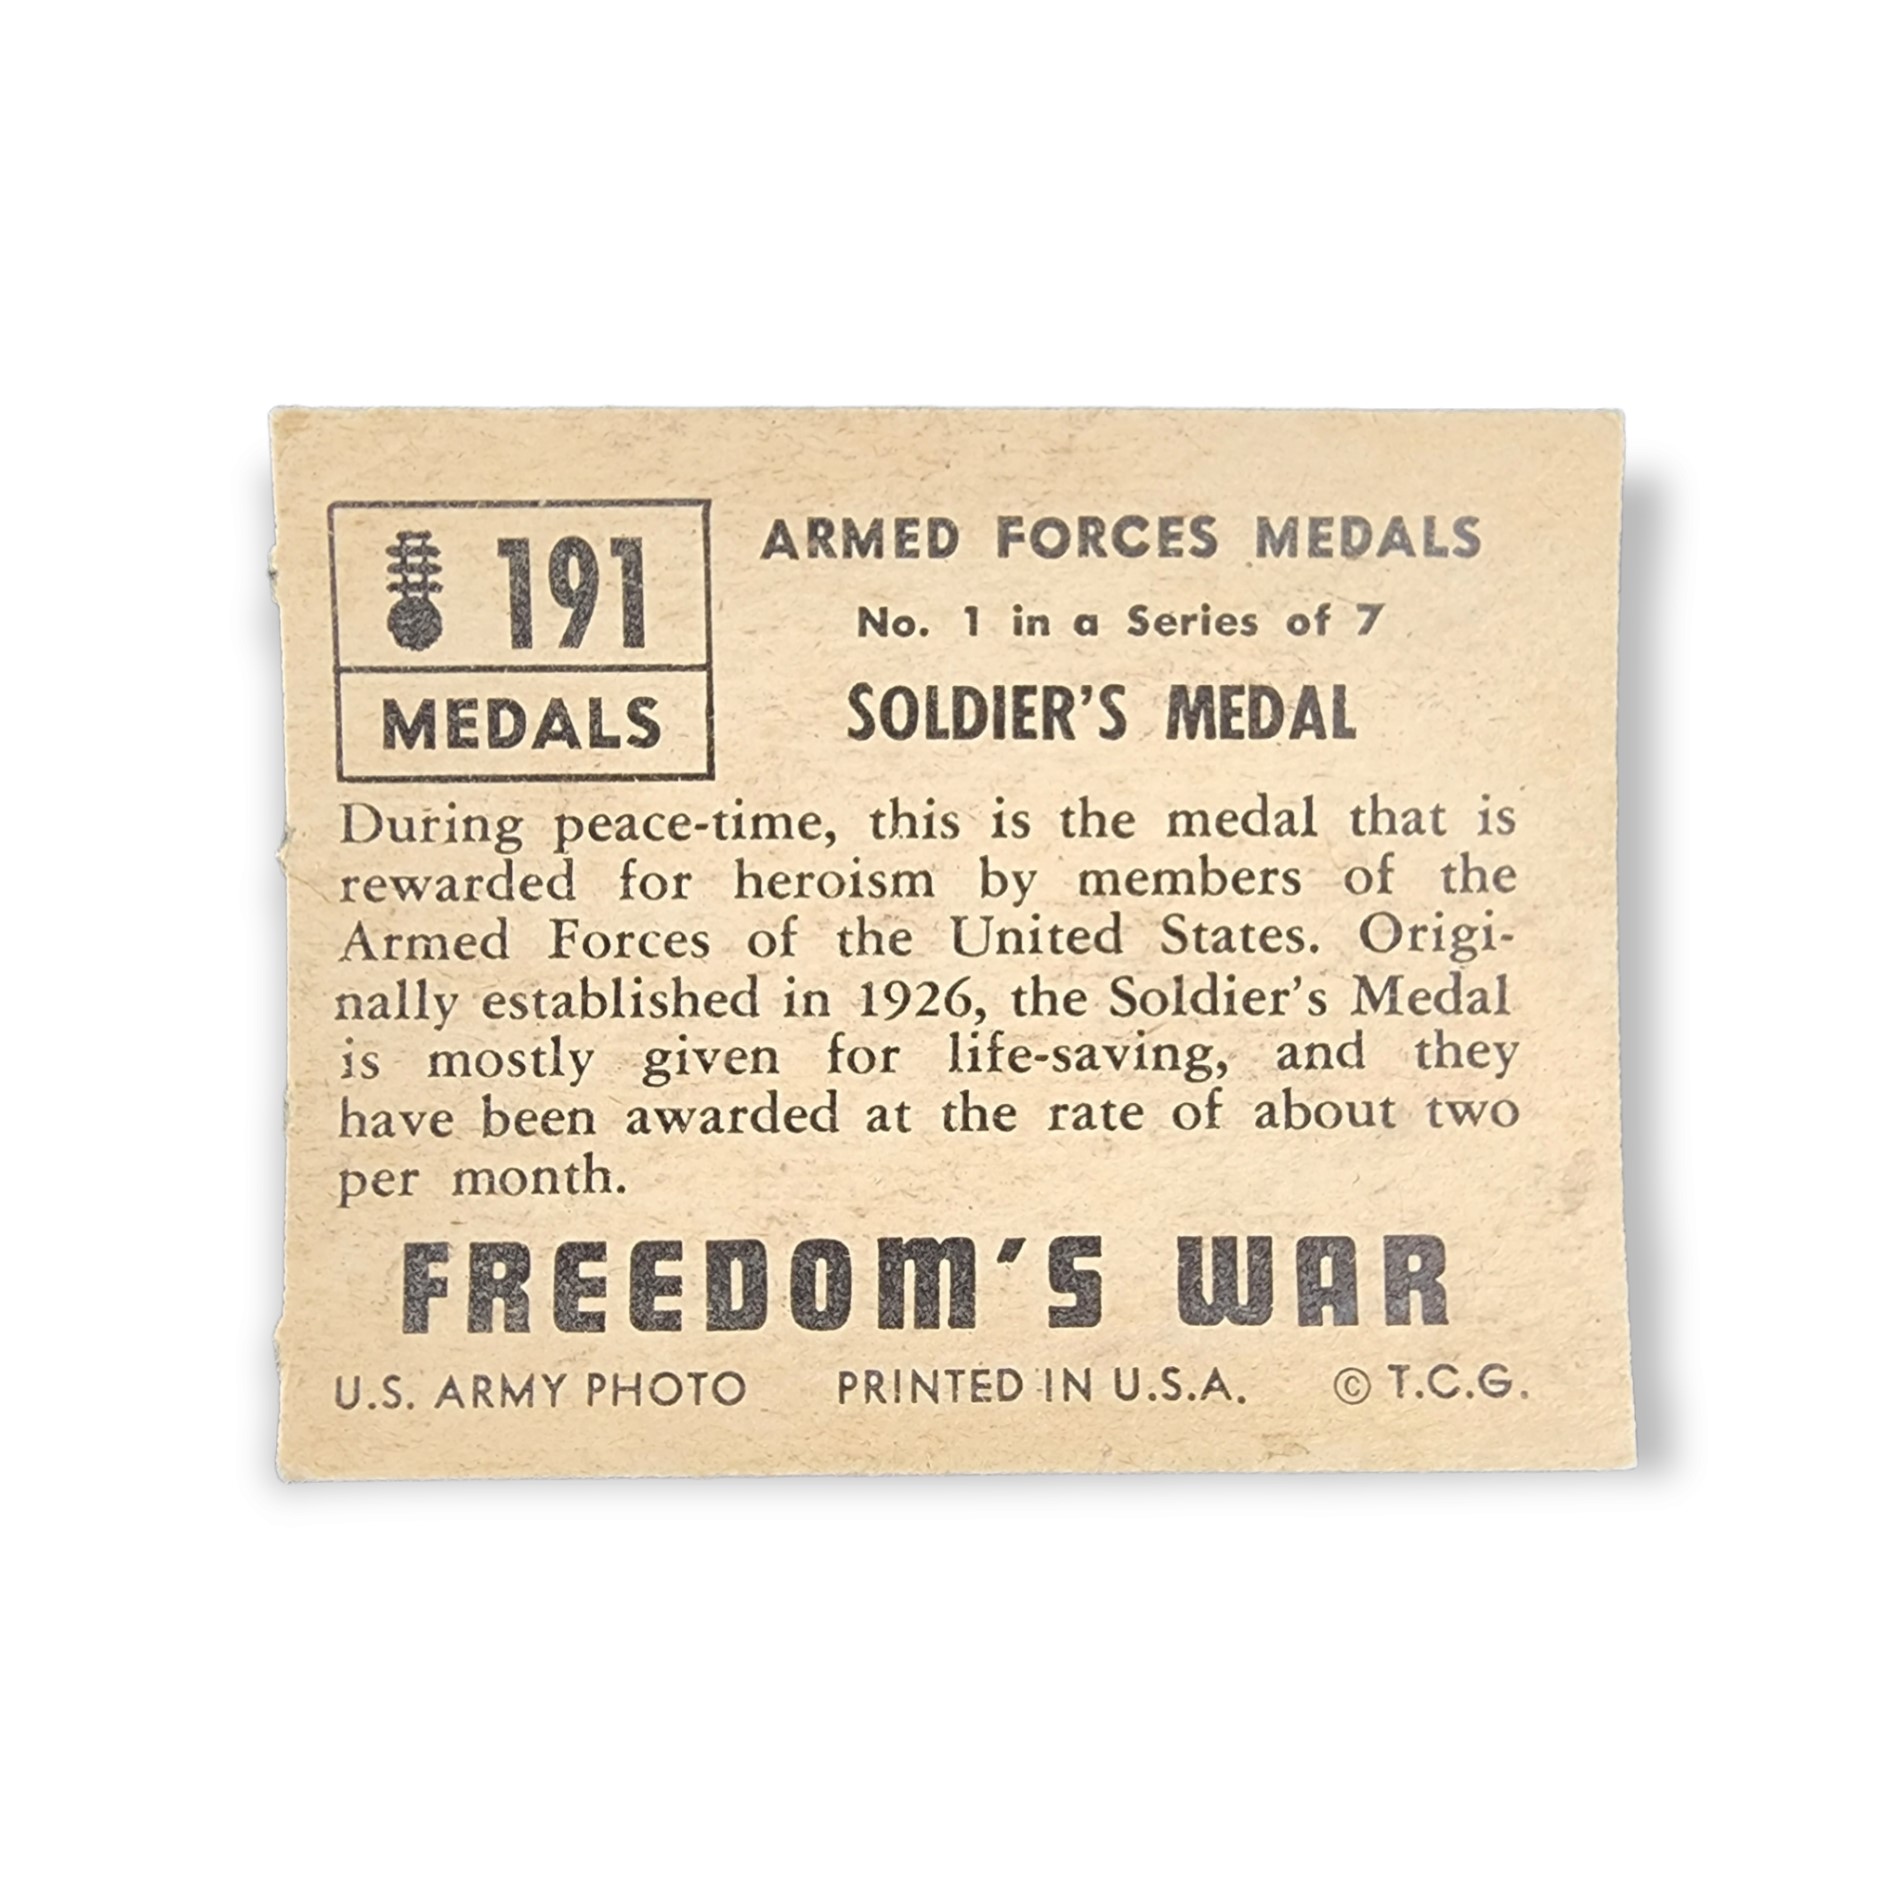 191
MEDALS
ARMED FORCES MEDALS
No. 1 in a Series of 7
SOLDIER'S MEDAL
During peace-time, this is the medal that is
rewarded for heroism by members of the
Armed Forces of the United States. Origi-
nally established in 1926, the Soldier's Medal
is mostly given for life-saving, and they
have been awarded at the rate of about two
per month.
FREEDOM'S WAR
U.S. ARMY PHOTO PRINTED IN U.S.A. © T.C.G.